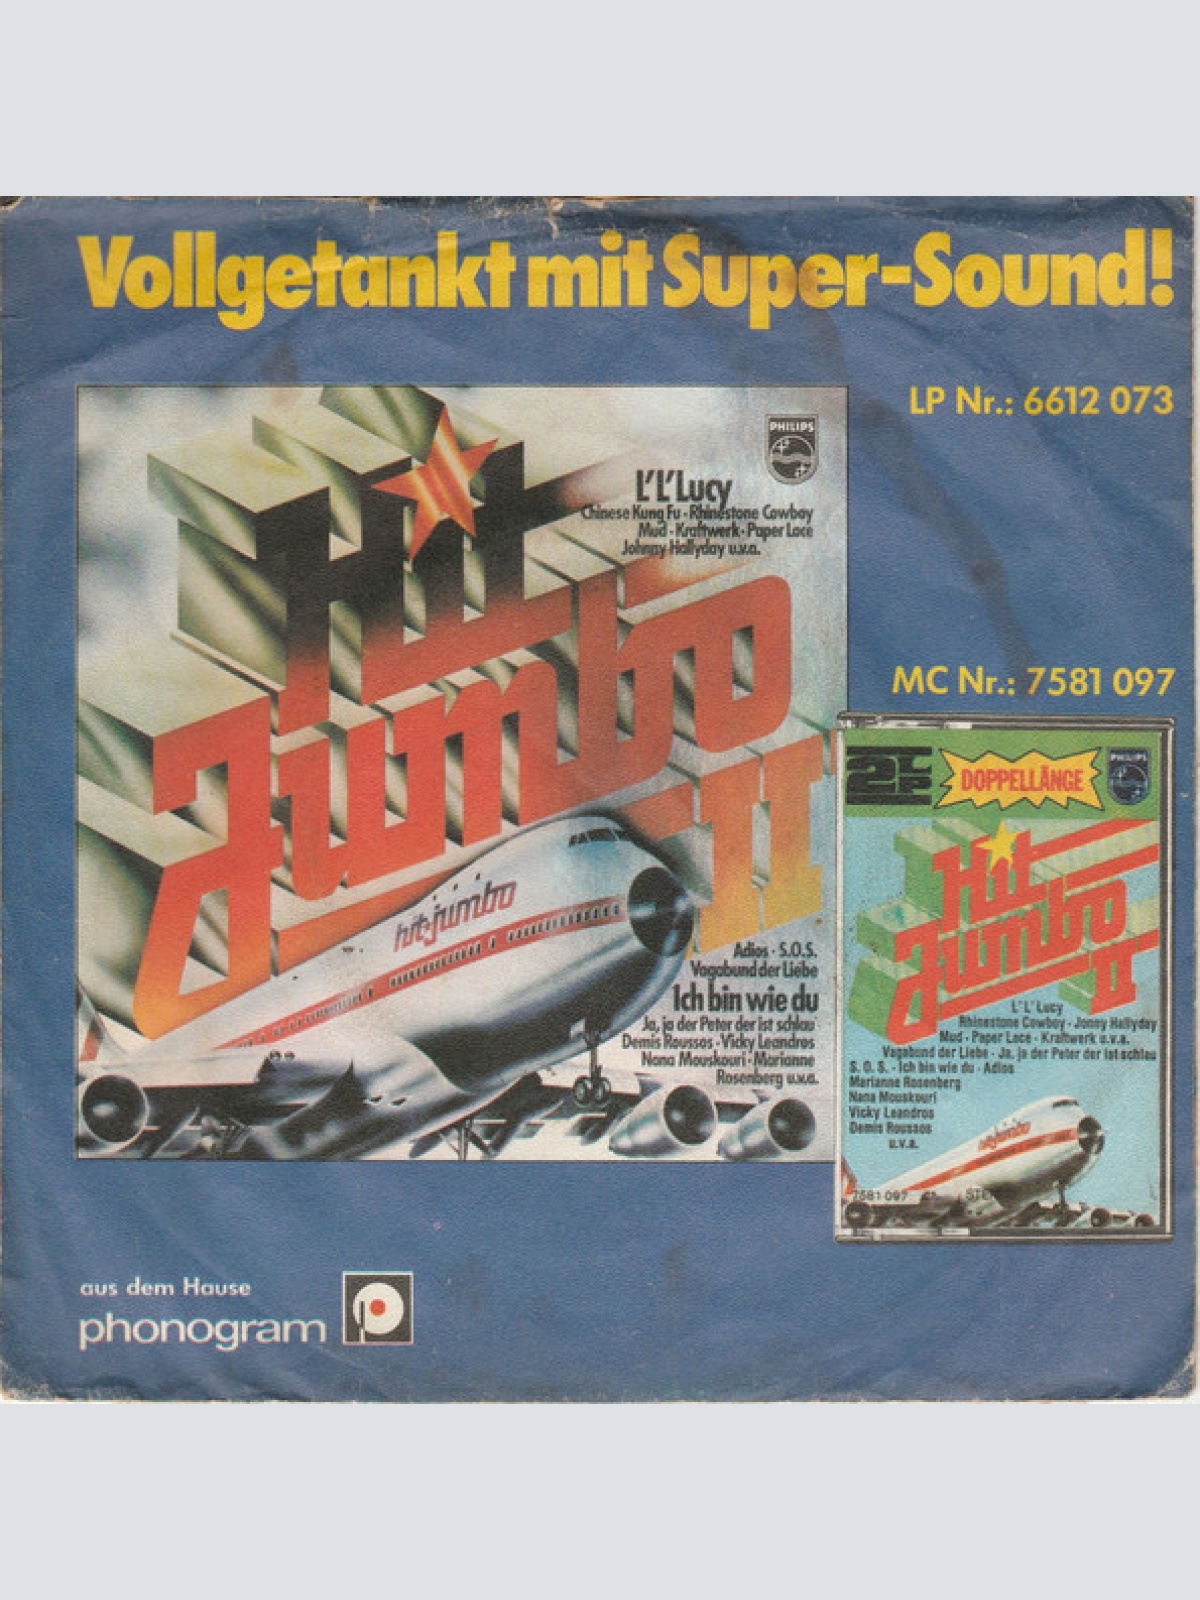 Vollgetankt mit Super-Sound!
LP Nr.: 6612 073
PHILIPS
Hit
Jumbo
II
L'L'Lucy
Chinese Kung Fu · Rhinestone Cowboy
Mud · Kraftwerk · Paper Lace
Johnny Hallyday u.v.a.
hit-jumbo
Adios · S.O.S.
Vagabund der Liebe
Ich bin wie du
Ja, ja der Peter der ist schlau
Demis Roussos · Vicky Leandros
Nana Mouskouri · Marianne
Rosenberg u.v.a.
MC Nr.: 7581 097
2 LP
DOPPELLÄNGE
PHILIPS
Hit
Jumbo
II
L'L'Lucy
Rhinestone Cowboy · Jonny Hallyday
Mud · Paper Lace · Kraftwerk u.v.a.
Vagabund der Liebe · Ja, ja der Peter der ist schlau
S. O. S. · Ich bin wie du · Adios
Marianne Rosenberg
Nana Mouskouri
Vicky Leandros
Demis Roussos
u.v.a.
hit-jumbo
7581 097
aus dem Hause
phonogram